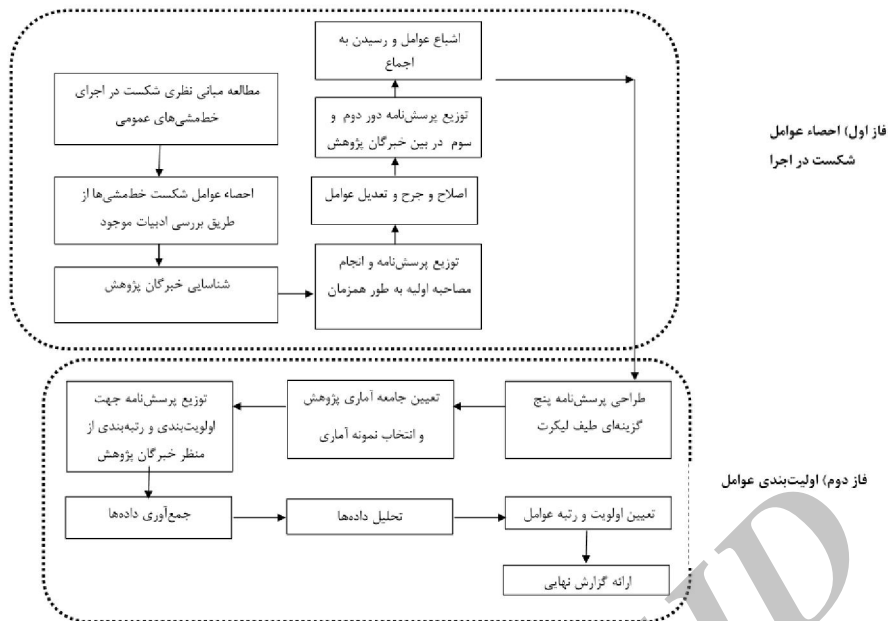 فاز اول) احصاء عوامل
شکست در اجرا
مطالعه مبانی نظری شکست در اجرای
خط‌مشی‌های عمومی
احصاء عوامل شکست خط‌مشی‌ها از
طریق بررسی ادبیات موجود
شناسایی خبرگان پژوهش
توزیع پرسش‌نامه و انجام
مصاحبه اولیه به طور همزمان
اصلاح و جرح و تعدیل عوامل
توزیع پرسش‌نامه دور دوم و
سوم در بین خبرگان پژوهش
اشباع عوامل و رسیدن به
اجماع
فاز دوم) اولیت‌بندی عوامل
طراحی پرسش‌نامه پنج
گزینه‌ای طیف لیکرت
تعیین جامعه آماری پژوهش
و انتخاب نمونه آماری
توزیع پرسش‌نامه جهت
اولویت‌بندی و رتبه‌بندی از
منظر خبرگان پژوهش
جمع‌آوری داده‌ها
تحلیل داده‌ها
تعیین اولویت و رتبه عوامل
ارائه گزارش نهایی